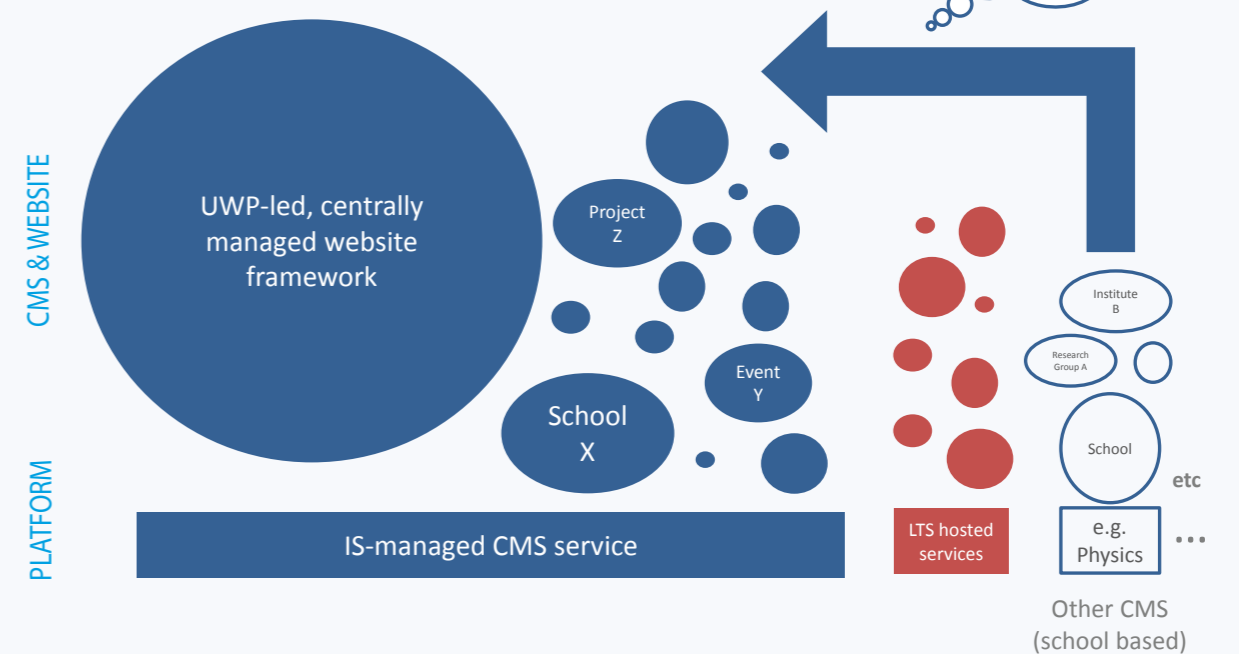 CMS & WEBSITE
UWP-led, centrally
managed website
framework
Project
Z
Event
Y
School
X
Institute
B
Research
Group A
School
etc
PLATFORM
IS-managed CMS service
LTS hosted
services
e.g.
Physics
...
Other CMS
(school based)